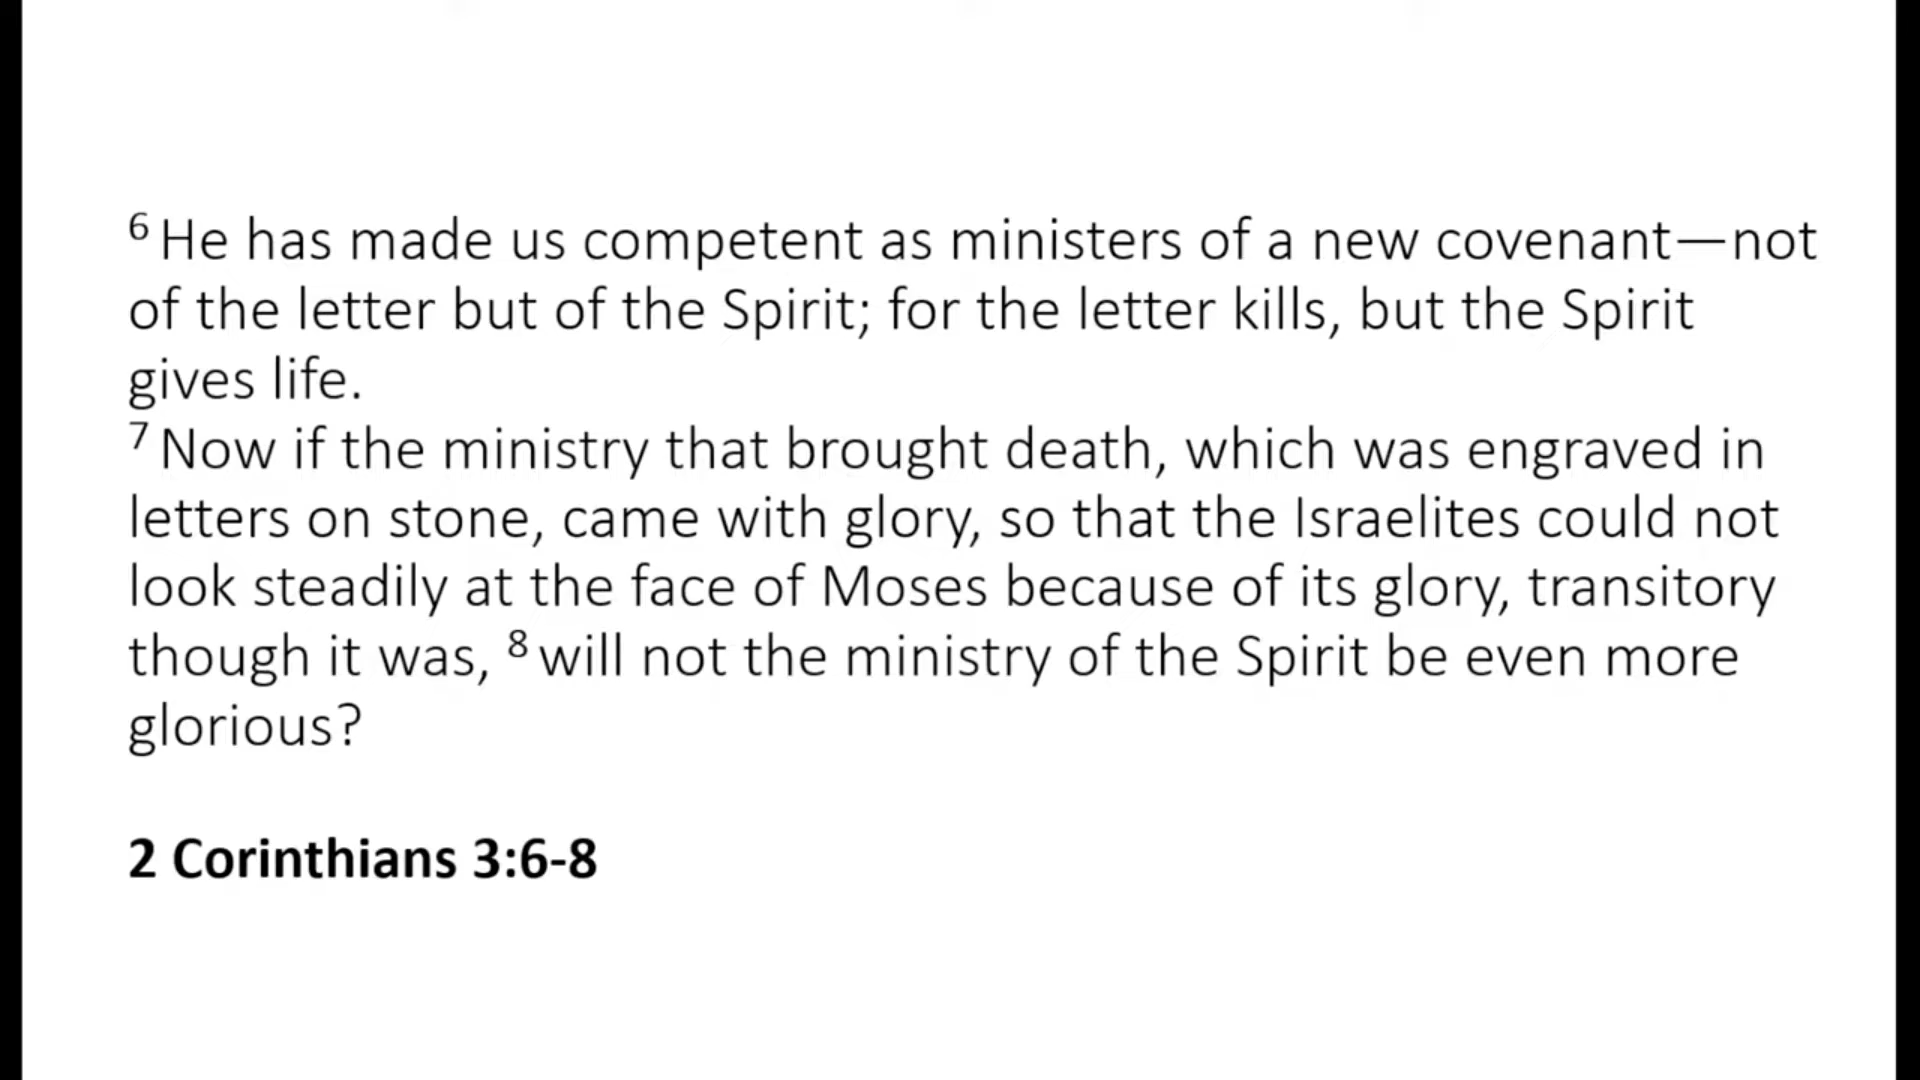 6 He has made us competent as ministers of a new covenant—not
of the letter but of the Spirit; for the letter kills, but the Spirit
gives life.
7 Now if the ministry that brought death, which was engraved in
letters on stone, came with glory, so that the Israelites could not
look steadily at the face of Moses because of its glory, transitory
though it was, 8 will not the ministry of the Spirit be even more
glorious?
2 Corinthians 3:6-8